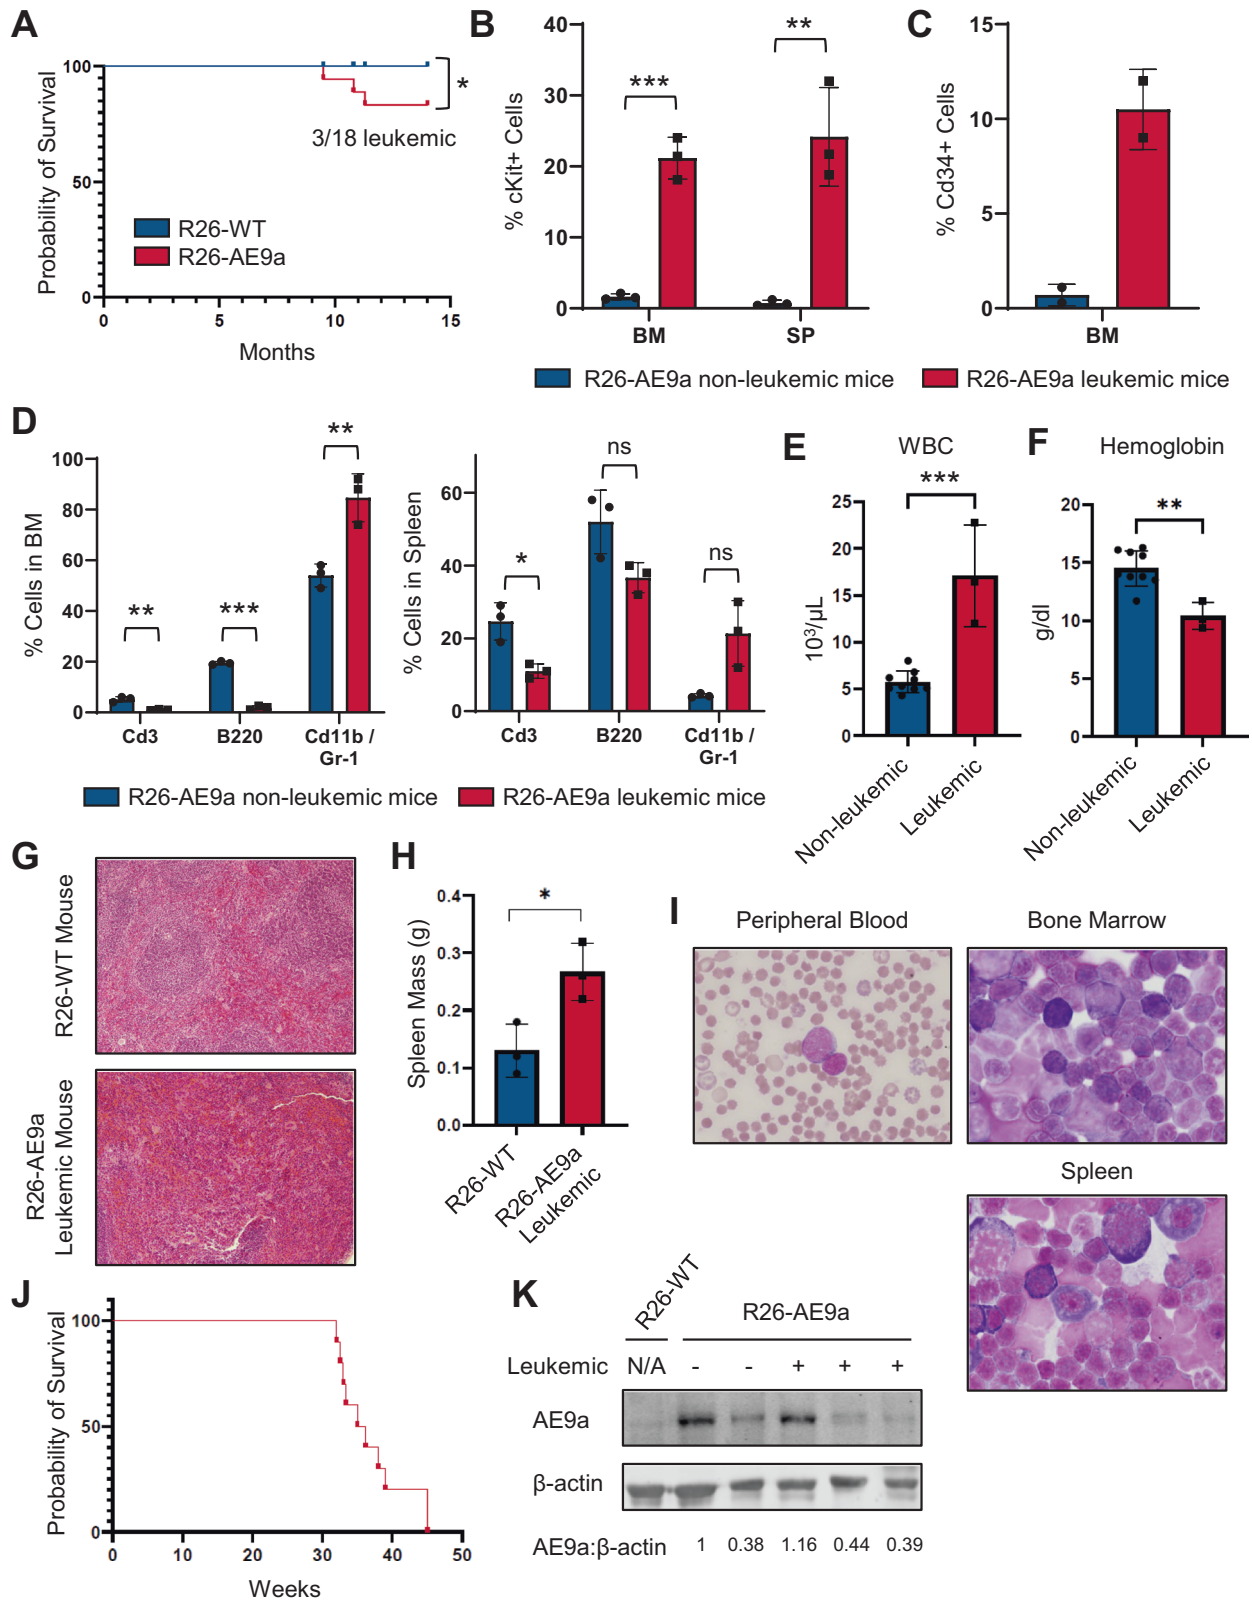 A
Probability of Survival
100
50
0
0
5
10
15
Months
*
3/18 leukemic
R26-WT
R26-AE9a
B
% cKit+ Cells
40
30
20
10
0
***
**
BM
SP
C
% Cd34+ Cells
15
10
5
0
BM
R26-AE9a non-leukemic mice
R26-AE9a leukemic mice
D
% Cells in BM
100
80
60
40
20
0
**
***
**
Cd3
B220
Cd11b /
Gr-1
% Cells in Spleen
60
40
20
0
*
ns
ns
Cd3
B220
Cd11b /
Gr-1
R26-AE9a non-leukemic mice
R26-AE9a leukemic mice
E
WBC
***
10³/µL
25
20
15
10
5
0
Non-leukemic
Leukemic
F
Hemoglobin
**
g/dl
20
15
10
5
0
Non-leukemic
Leukemic
G
R26-WT Mouse
R26-AE9a
Leukemic Mouse
H
Spleen Mass (g)
0.4
0.3
0.2
0.1
0.0
*
R26-WT
R26-AE9a
Leukemic
I
Peripheral Blood
Bone Marrow
Spleen
J
Probability of Survival
100
50
0
0
10
20
30
40
50
Weeks
K
R26-WT
R26-AE9a
Leukemic N/A - - + + +
AE9a
β-actin
AE9a:β-actin 1 0.38 1.16 0.44 0.39